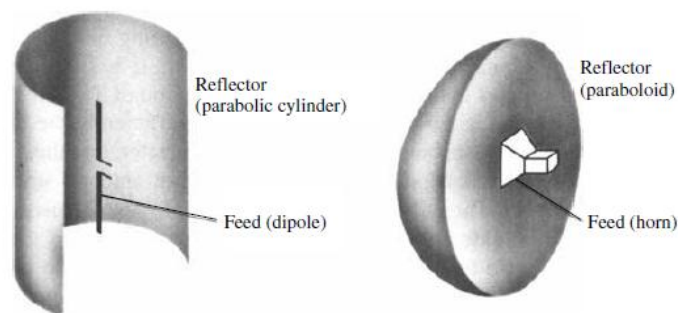 Reflector
(parabolic cylinder)
Feed (dipole)
Reflector
(paraboloid)
Feed (horn)